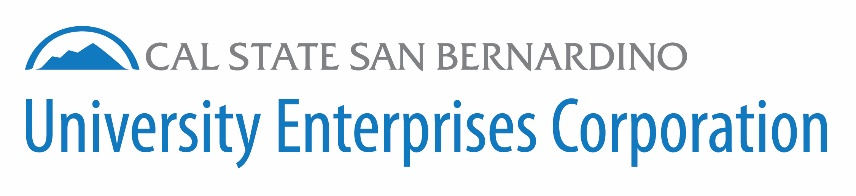 CAL STATE SAN BERNARDINO
University Enterprises Corporation